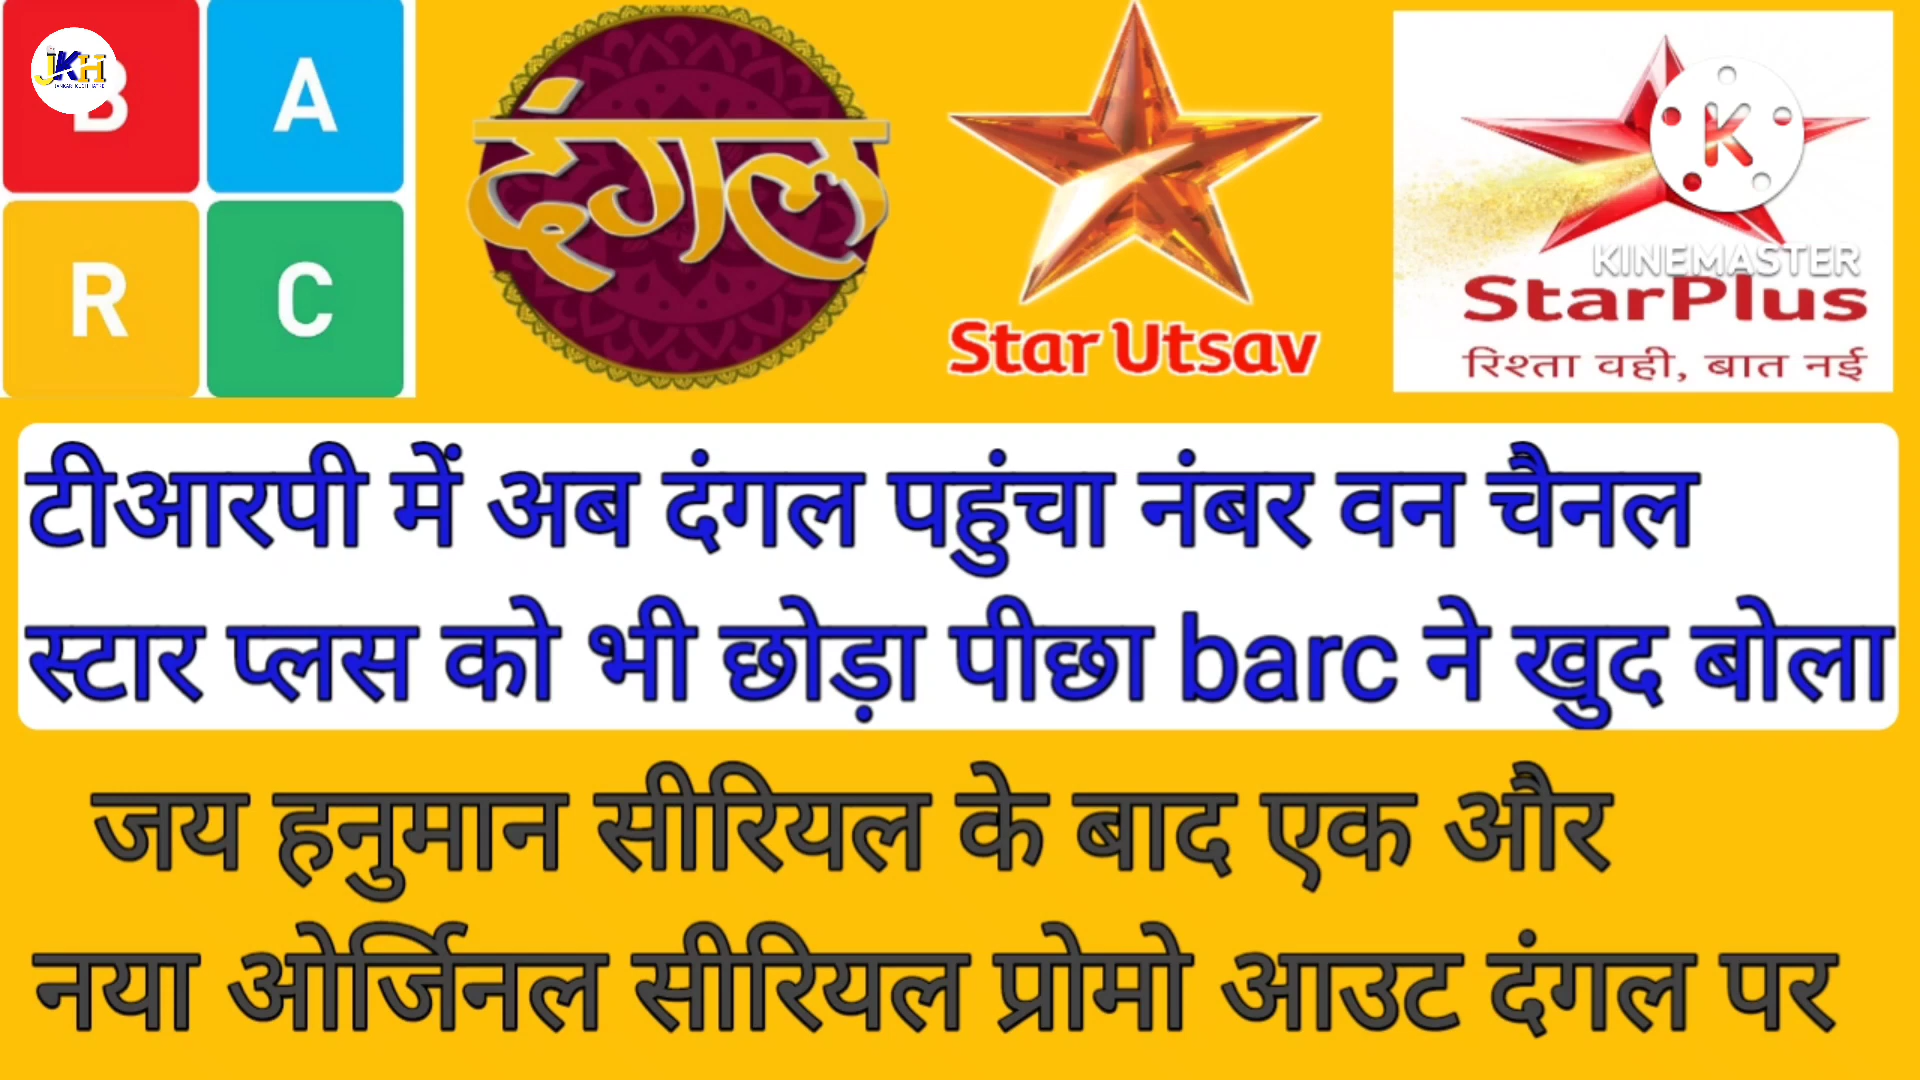 B A
JKH
R C
दंगल
Star Utsav
K
KINEMASTER
StarPlus
रिश्ता वही, बात नई
टीआरपी में अब दंगल पहुंचा नंबर वन चैनल
स्टार प्लस को भी छोड़ा पीछा barc ने खुद बोला
जय हनुमान सीरियल के बाद एक और
नया ओर्जिनल सीरियल प्रोमो आउट दंगल पर